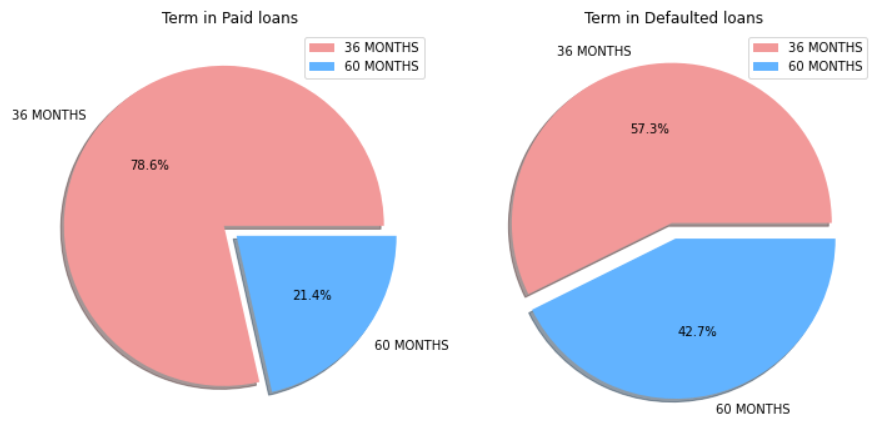 Term in Paid loans
36 MONTHS
60 MONTHS
36 MONTHS
78.6%
21.4%
60 MONTHS
Term in Defaulted loans
36 MONTHS
60 MONTHS
36 MONTHS
57.3%
42.7%
60 MONTHS